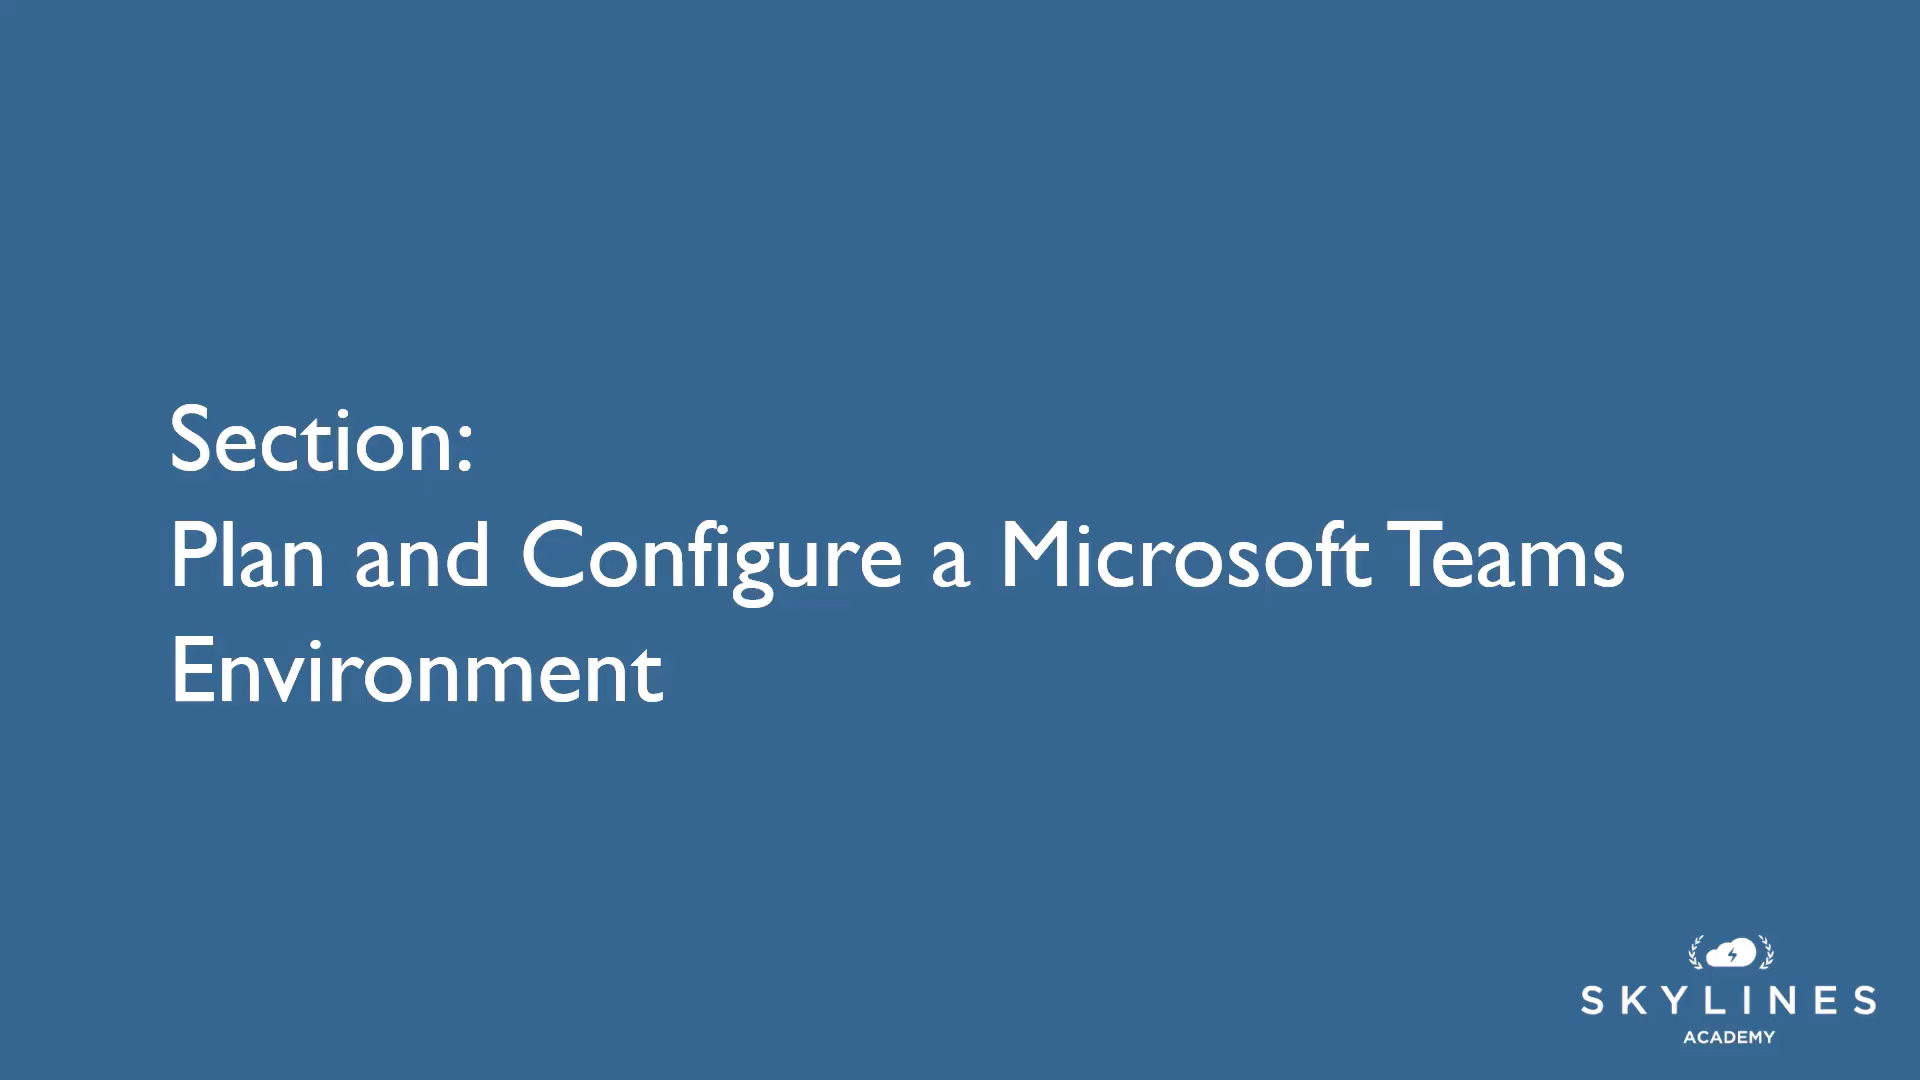 Section:
Plan and Configure a Microsoft Teams
Environment
SKYLINES
ACADEMY